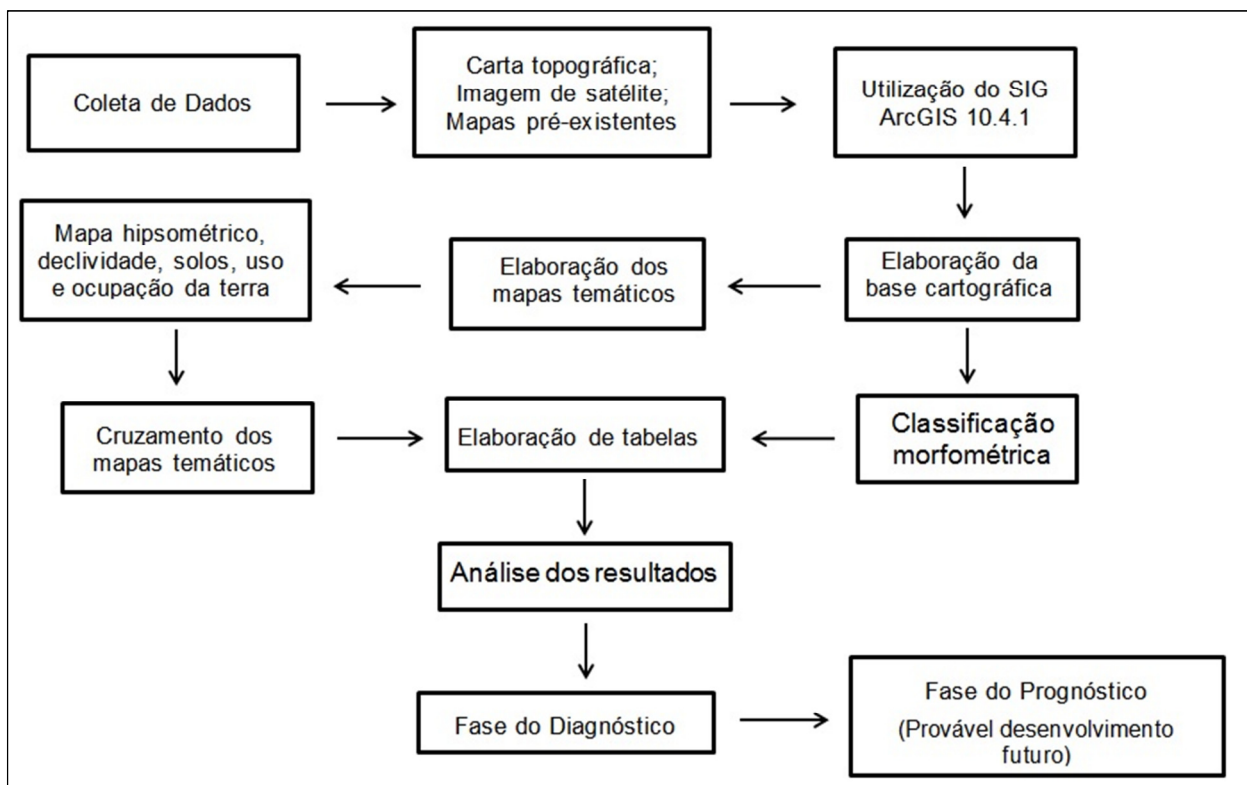 Coleta de Dados
Carta topográfica;
Imagem de satélite;
Mapas pré-existentes
Utilização do SIG
ArcGIS 10.4.1
Mapa hipsométrico,
declividade, solos, uso
e ocupação da terra
Elaboração dos
mapas temáticos
Elaboração da
base cartográfica
Cruzamento dos
mapas temáticos
Elaboração de tabelas
Classificação
morfométrica
Análise dos resultados
Fase do Diagnóstico
Fase do Prognóstico
(Provável desenvolvimento
futuro)